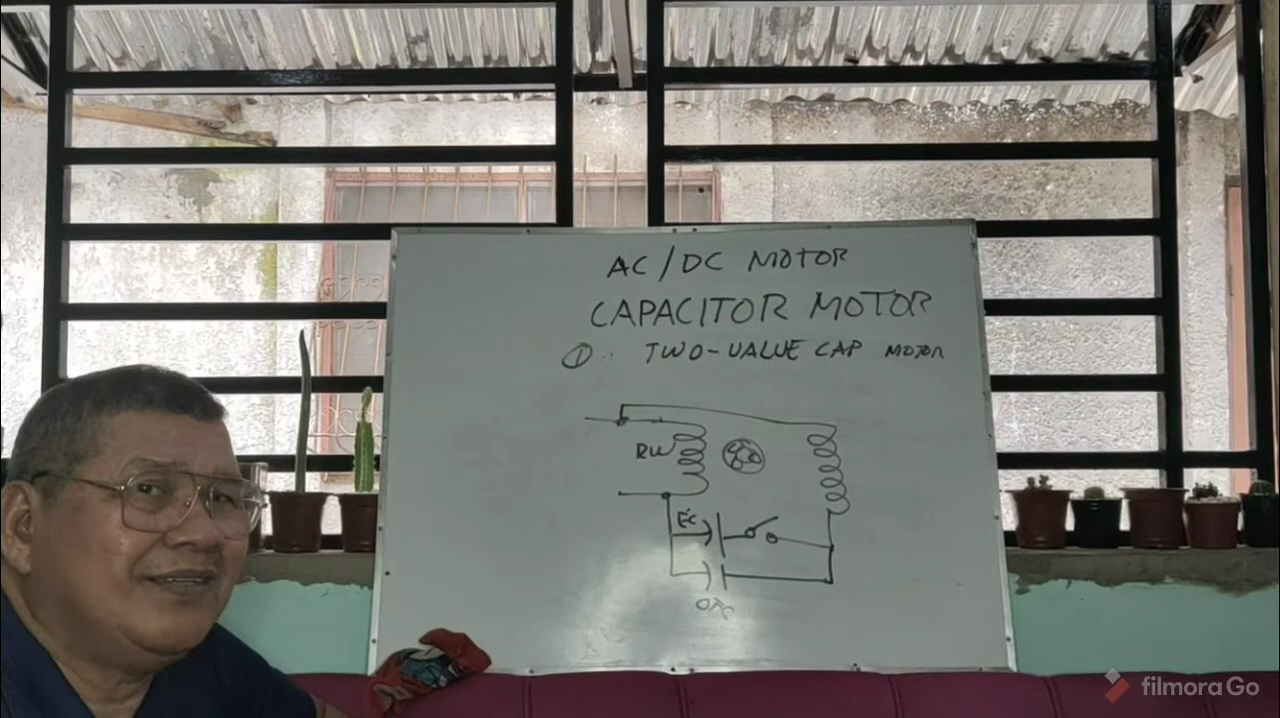 AC/DC MOTOR
CAPACITOR MOTOR
① TWO-VALUE CAP MOTOR
RW
EC
filmoraGo